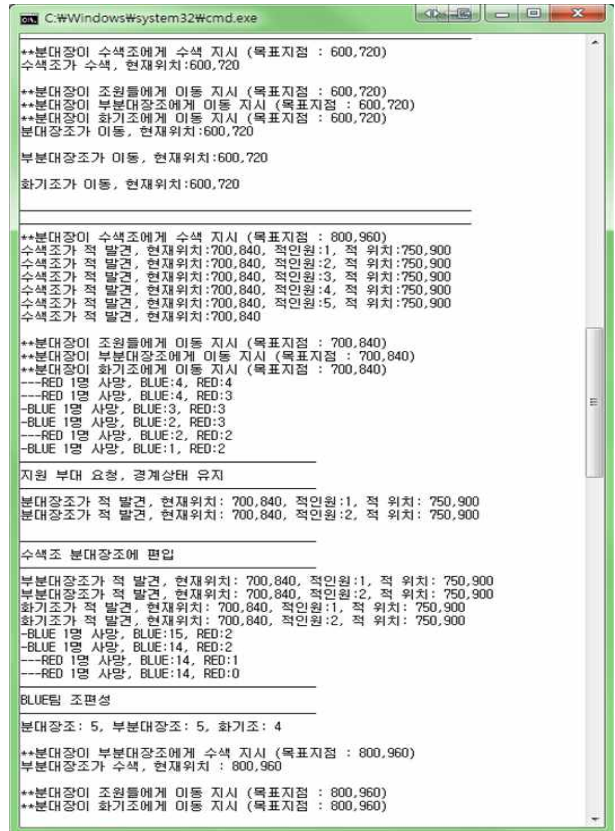 C:₩Windows₩system32₩cmd.exe
**분대장이 수색조에게 수색 지시 (목표지점 : 600,720)
수색조가 수색, 현재위치:600,720
**분대장이 조원들에게 이동 지시 (목표지점 : 600,720)
**분대장이 부분대장조에게 이동 지시 (목표지점 : 600,720)
**분대장이 화기조에게 이동 지시 (목표지점 : 600,720)
분대장조가 이동, 현재위치:600,720
부분대장조가 이동, 현재위치:600,720
화기조가 이동, 현재위치:600,720
**분대장이 수색조에게 수색 지시 (목표지점 : 800,960)
수색조가 적 발견, 현재위치:700,840, 적인원:1, 적 위치:750,900
수색조가 적 발견, 현재위치:700,840, 적인원:2, 적 위치:750,900
수색조가 적 발견, 현재위치:700,840, 적인원:3, 적 위치:750,900
수색조가 적 발견, 현재위치:700,840, 적인원:4, 적 위치:750,900
수색조가 적 발견, 현재위치:700,840, 적인원:5, 적 위치:750,900
수색조가 적 발견, 현재위치:700,840
**분대장이 조원들에게 이동 지시 (목표지점 : 700,840)
**분대장이 부분대장조에게 이동 지시 (목표지점 : 700,840)
**분대장이 화기조에게 이동 지시 (목표지점 : 700,840)
---RED 1명 사망, BLUE:4, RED:4
---RED 1명 사망, BLUE:4, RED:3
-BLUE 1명 사망, BLUE:3, RED:3
-BLUE 1명 사망, BLUE:2, RED:3
---RED 1명 사망, BLUE:2, RED:2
-BLUE 1명 사망, BLUE:1, RED:2
지원 부대 요청, 경계상태 유지
분대장조가 적 발견, 현재위치: 700,840, 적인원:1, 적 위치: 750,900
분대장조가 적 발견, 현재위치: 700,840, 적인원:2, 적 위치: 750,900
수색조 분대장조에 편입
부분대장조가 적 발견, 현재위치: 700,840, 적인원:1, 적 위치: 750,900
부분대장조가 적 발견, 현재위치: 700,840, 적인원:2, 적 위치: 750,900
화기조가 적 발견, 현재위치: 700,840, 적인원:1, 적 위치: 750,900
화기조가 적 발견, 현재위치: 700,840, 적인원:2, 적 위치: 750,900
-BLUE 1명 사망, BLUE:15, RED:2
-BLUE 1명 사망, BLUE:14, RED:2
---RED 1명 사망, BLUE:14, RED:1
---RED 1명 사망, BLUE:14, RED:0
BLUE팀 조편성
분대장조: 5, 부분대장조: 5, 화기조: 4
**분대장이 부분대장조에게 수색 지시 (목표지점 : 800,960)
부분대장조가 수색, 현재위치 : 800,960
**분대장이 조원들에게 이동 지시 (목표지점 : 800,960)
**분대장이 화기조에게 이동 지시 (목표지점 : 800,960)